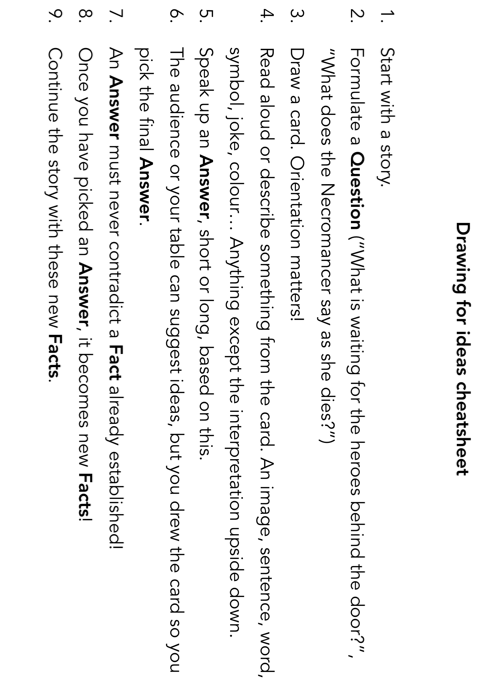 Drawing for ideas cheatsheet
1. Start with a story.
2. Formulate a Question (“What is waiting for the heroes behind the door?”,
“What does the Necromancer say as she dies?”)
3. Draw a card. Orientation matters!
4. Read aloud or describe something from the card. An image, sentence, word,
symbol, joke, colour… Anything except the interpretation upside down.
5. Speak up an Answer, short or long, based on this.
6. The audience or your table can suggest ideas, but you drew the card so you
pick the final Answer.
7. An Answer must never contradict a Fact already established!
8. Once you have picked an Answer, it becomes new Facts!
9. Continue the story with these new Facts.